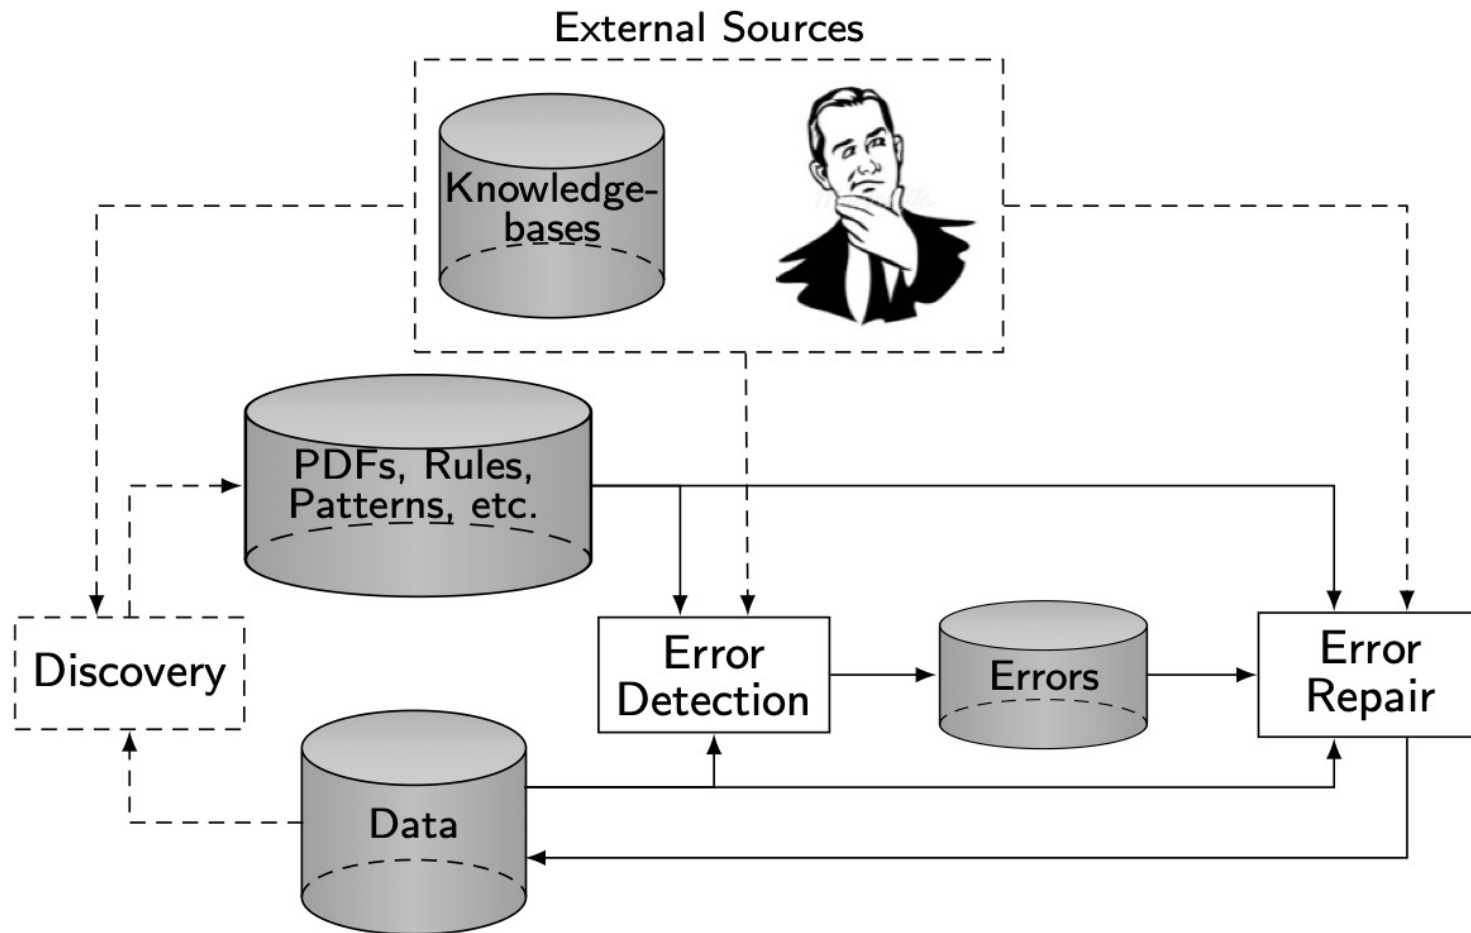 External Sources
Knowledge-
bases
PDFs, Rules,
Patterns, etc.
Discovery
Error
Detection
Errors
Error
Repair
Data